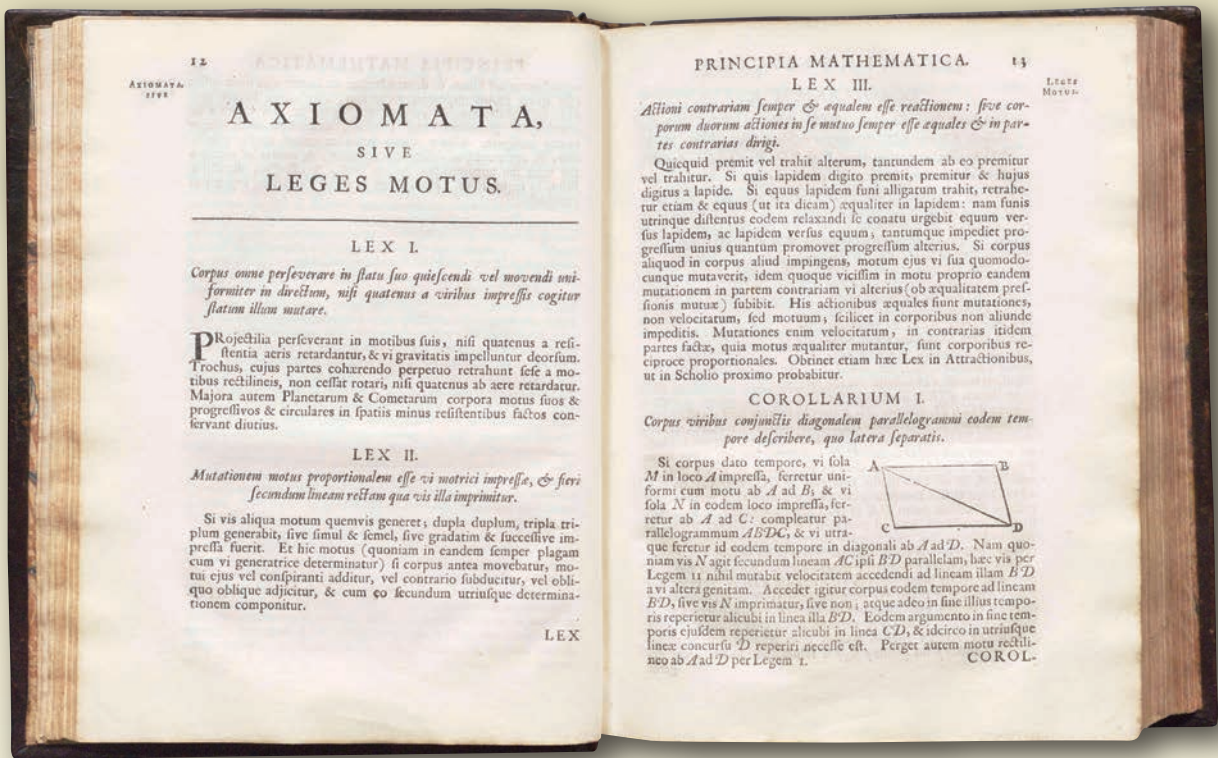 12
AXIOMATA,
SIVE
AXIOMATA,
SIVE
LEGES MOTUS.
LEX I.
Corpus omne perſeverare in ſtatu ſuo quieſcendi vel movendi uni-
formiter in directum, niſi quatenus a viribus impreſſis cogitur
ſtatum illum mutare.
PRojectilia perſeverant in motibus ſuis, niſi quatenus a reſi-
ſtentia aeris retardantur, & vi gravitatis impelluntur deorſum.
Trochus, cujus partes cohærendo perpetuo retrahunt ſeſe a mo-
tibus rectilineis, non ceſſat rotari, niſi quatenus ab aere retardatur.
Majora autem Planetarum & Cometarum corpora motus ſuos &
progreſſivos & circulares in ſpatiis minus reſiſtentibus factos con-
ſervant diutius.
LEX II.
Mutationem motus proportionalem eſſe vi motrici impreſſæ, & fieri
ſecundum lineam rectam qua vis illa imprimitur.
Si vis aliqua motum quemvis generet; dupla duplum, tripla tri-
plum generabit, ſive ſimul & ſemel, ſive gradatim & ſucceſſive im-
preſſa fuerit. Et hic motus (quoniam in eandem ſemper plagam
cum vi generatrice determinatur) ſi corpus antea movebatur, mo-
tui ejus vel conſpiranti additur, vel contrario ſubducitur, vel obli-
quo oblique adjicitur, & cum eo ſecundum utriuſque determina-
tionem componitur.
LEX
PRINCIPIA MATHEMATICA. 13
LEGES
MOTUS.
LEX III.
Actioni contrariam ſemper & æqualem eſſe reactionem: ſive cor-
porum duorum actiones in ſe mutuo ſemper eſſe æquales & in par-
tes contrarias dirigi.
Quicquid premit vel trahit alterum, tantundem ab eo premitur
vel trahitur. Si quis lapidem digito premit, premitur & hujus
digitus a lapide. Si equus lapidem funi alligatum trahit, retrahe-
tur etiam & equus (ut ita dicam) æqualiter in lapidem: nam funis
utrinque diſtentus eodem relaxandi ſe conatu urgebit equum ver-
ſus lapidem, ac lapidem verſus equum; tantumque impediet pro-
greſſum unius quantum promovet progreſſum alterius. Si corpus
aliquod in corpus aliud impingens, motum ejus vi ſua quomodo-
cunque mutaverit, idem quoque viciſſim in motu proprio eandem
mutationem in partem contrariam vi alterius (ob æqualitatem preſ-
ſionis mutuæ) ſubibit. His actionibus æquales fiunt mutationes,
non velocitatum, ſed motuum; ſcilicet in corporibus non aliunde
impeditis. Mutationes enim velocitatum, in contrarias itidem
partes factæ, quia motus æqualiter mutantur, ſunt corporibus re-
ciproce proportionales. Obtinet etiam hæc Lex in Attractionibus,
ut in Scholio proximo probabitur.
COROLLARIUM I.
Corpus viribus conjunctis diagonalem parallelogrammi eodem tem-
pore deſcribere, quo latera ſeparatis.
Si corpus dato tempore, vi ſola
M in loco A impreſſa, ferretur uni-
formi cum motu ab A ad B; & vi
ſola N in eodem loco impreſſa, fer-
retur ab A ad C: compleatur pa-
rallelogrammum ABDC, & vi utra-
A
B
C
D
que feretur id eodem tempore in diagonali ab A ad D. Nam quo-
niam vis N agit ſecundum lineam AC ipſi BD parallelam, hæc vis per
Legem II nihil mutabit velocitatem accedendi ad lineam illam BD
a vi altera genitam. Accedet igitur corpus eodem tempore ad lineam
BD, ſive vis N imprimatur, ſive non; atque adeo in fine illius tempo-
ris reperietur alicubi in linea illa BD. Eodem argumento in fine tem-
poris ejuſdem reperietur alicubi in linea CD, & idcirco in utriuſque
lineæ concurſu D reperiri neceſſe eſt. Perget autem motu rectili-
neo ab A ad D per Legem I.
COROL-